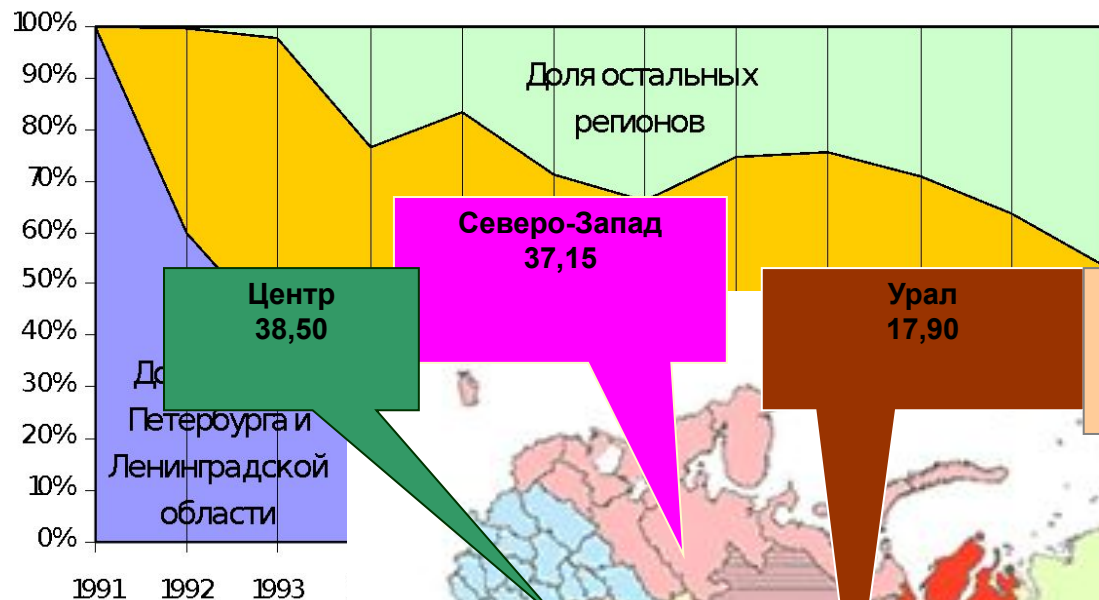 100%
90%
80%
70%
60%
50%
40%
30%
20%
10%
0%
1991 1992 1993
Доля остальных
регионов
Северо-Запад
37,15
Центр
38,50
Урал
17,90
Петербурга и
Ленинградской
области